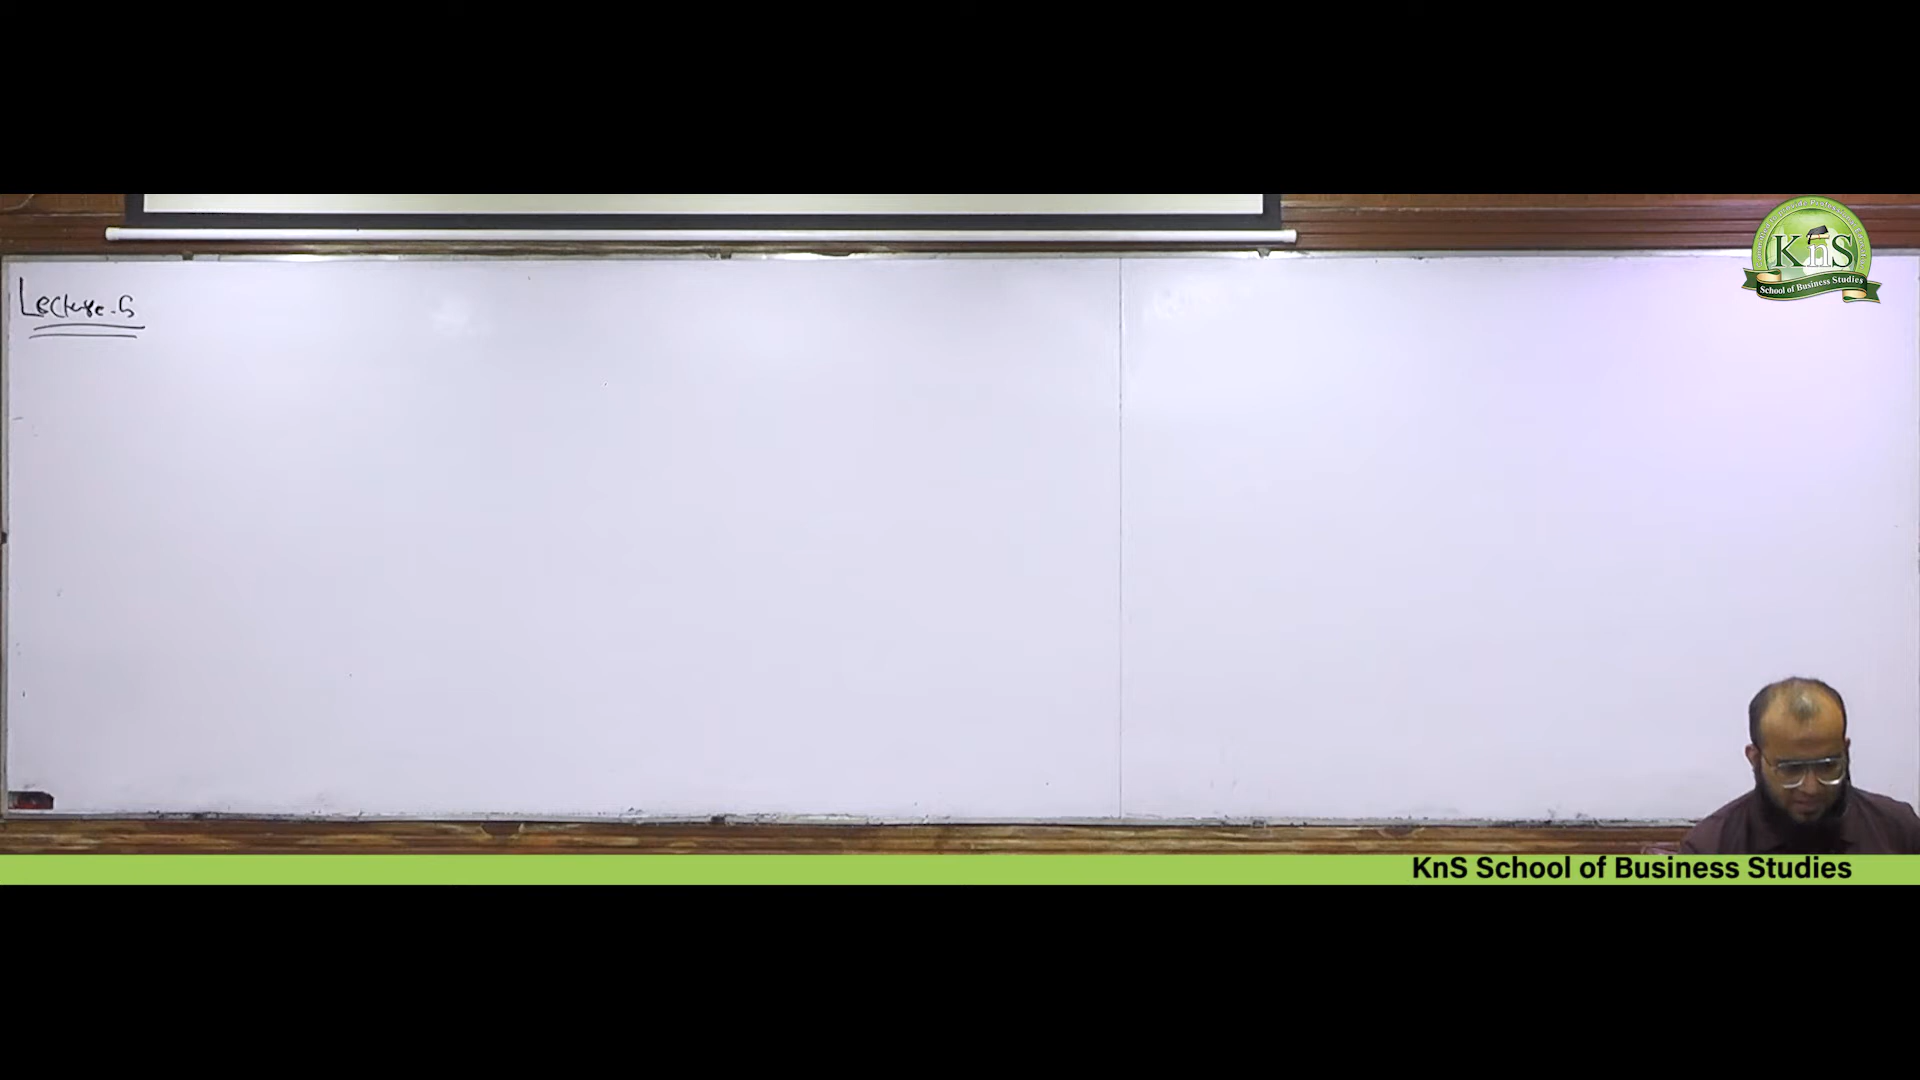 Lecture-5
KnS
School of Business Studies
KnS School of Business Studies